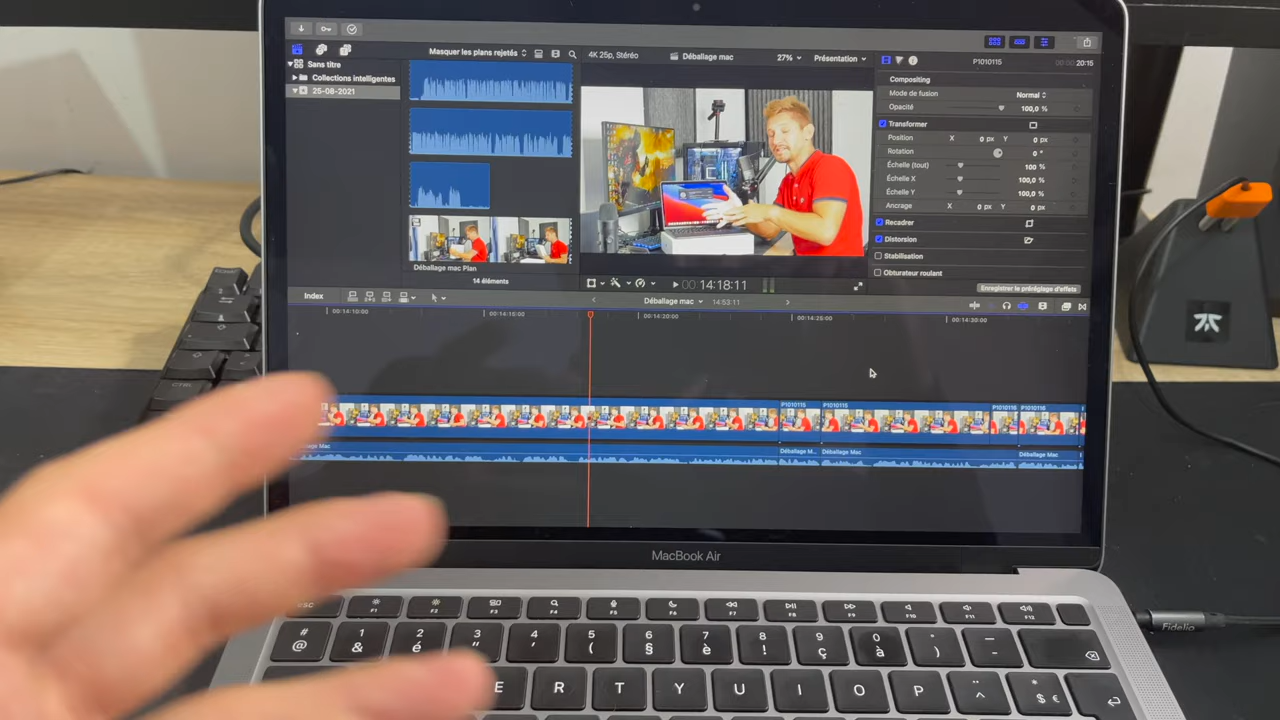 Masquer les plans rejetés
4K 25p, Stéréo
Déballage mac
27%
Présentation
P1010115
20:15
Sans titre
Collections intelligentes
25-08-2021
Déballage mac Plan
14 éléments
Compositing
Mode de fusion
Normal
Opacité
100,0 %
Transformer
Position
X
0 px
Y
0 px
Rotation
0 °
Échelle (tout)
100 %
Échelle X
100,0 %
Échelle Y
100,0 %
Ancrage
X
0 px
Y
0 px
Recadrer
Distorsion
Stabilisation
Obturateur roulant
Enregistrer le préréglage d'effets
00 14:18:11
Index
Déballage mac
14:53:11
00:14:10:00
00:14:15:00
00:14:20:00
00:14:25:00
00:14:30:00
P1010115
P1010115
P1010115
P1010115
Déballage M...
Déballage Mac
Déballage Mac
MacBook Air
CTRL
esc
F1
F2
F3
F4
F5
F6
F7
F8
F9
F10
F11
F12
# @
1 &
2 é
3 "
4 '
5 (
6 §
7 è
8 !
9 ç
0 à
° )
_ -
E
R
T
Y
U
I
O
P
¨ ^
* $ €
Fidelio